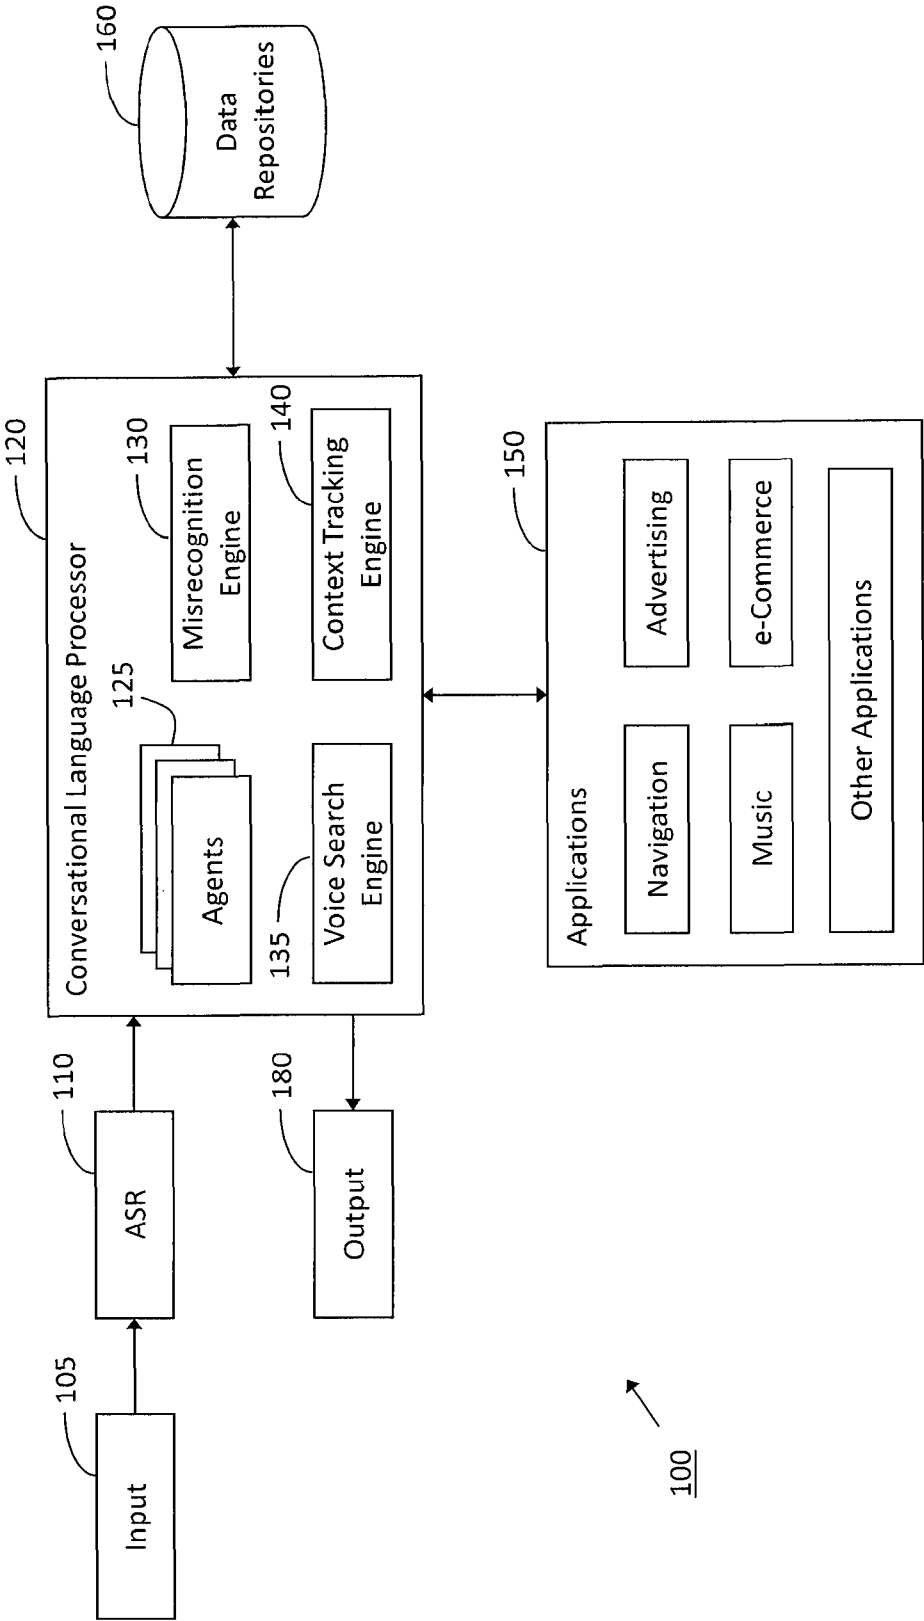 120
Conversational Language Processor
160
Data
Repositories
105
Input
110
ASR
125
Agents
130
Misrecognition
Engine
180
Output
135
Voice Search
Engine
140
Context Tracking
Engine
150
Applications
Navigation
Advertising
Music
e-Commerce
Other Applications
100